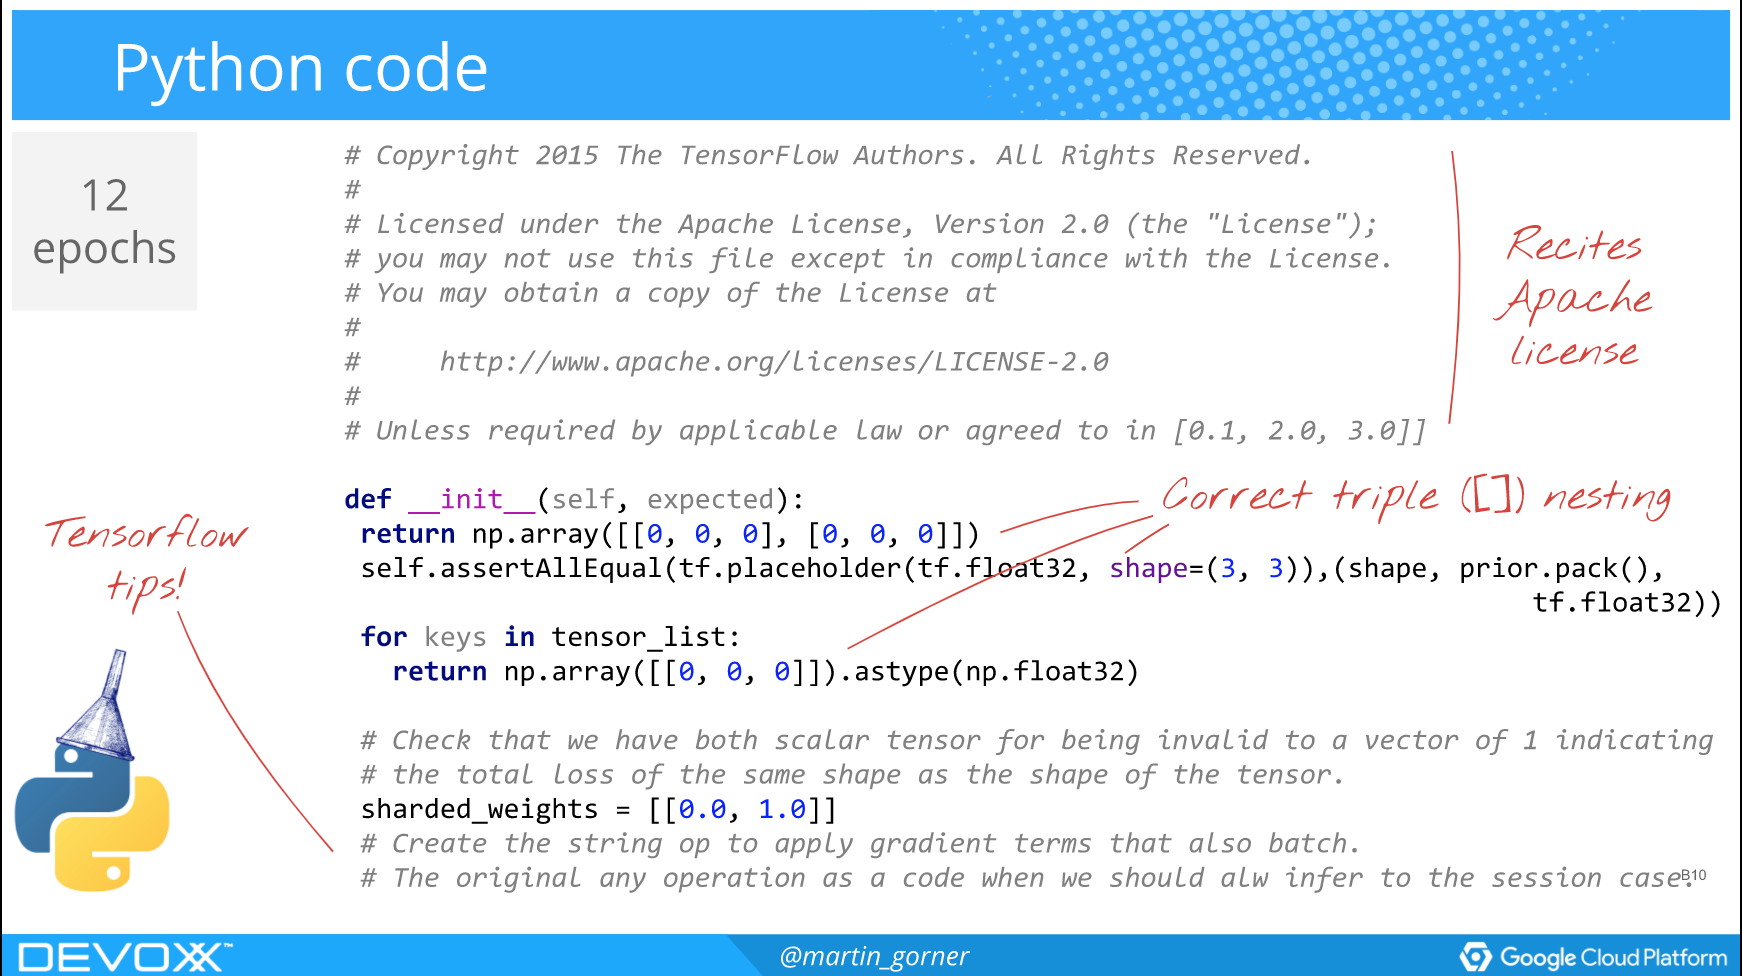 Python code
12
epochs
# Copyright 2015 The TensorFlow Authors. All Rights Reserved.
#
# Licensed under the Apache License, Version 2.0 (the "License");
# you may not use this file except in compliance with the License.
# You may obtain a copy of the License at
#
#     http://www.apache.org/licenses/LICENSE-2.0
#
# Unless required by applicable law or agreed to in [0.1, 2.0, 3.0]]
Recites
Apache
license
def __init__(self, expected):
 return np.array([[0, 0, 0], [0, 0, 0]])
 self.assertAllEqual(tf.placeholder(tf.float32, shape=(3, 3)),(shape, prior.pack(),
tf.float32))
 for keys in tensor_list:
   return np.array([[0, 0, 0]]).astype(np.float32)
Correct triple ([]) nesting
Tensorflow
tips!
 # Check that we have both scalar tensor for being invalid to a vector of 1 indicating
 # the total loss of the same shape as the shape of the tensor.
 sharded_weights = [[0.0, 1.0]]
 # Create the string op to apply gradient terms that also batch.
 # The original any operation as a code when we should alw infer to the session case.
B10
DEVOXX™
@martin_gorner
Google Cloud Platform